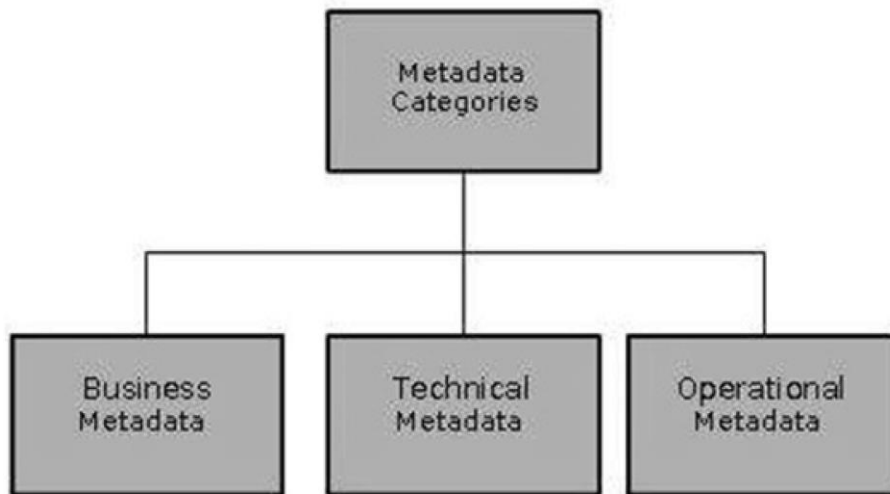 Metadata
Categories
Business
Metadata
Technical
Metadata
Operational
Metadata